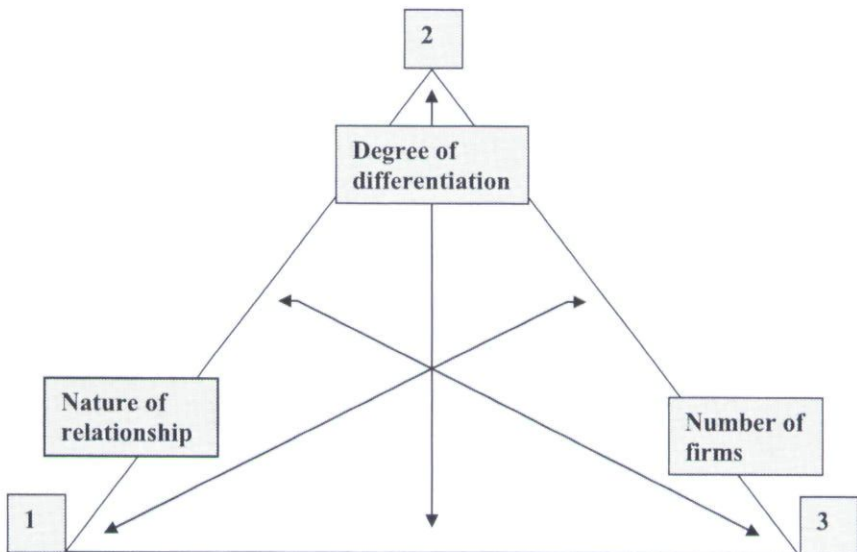 2
Degree of
differentiation
Nature of
relationship
Number of
firms
1
3